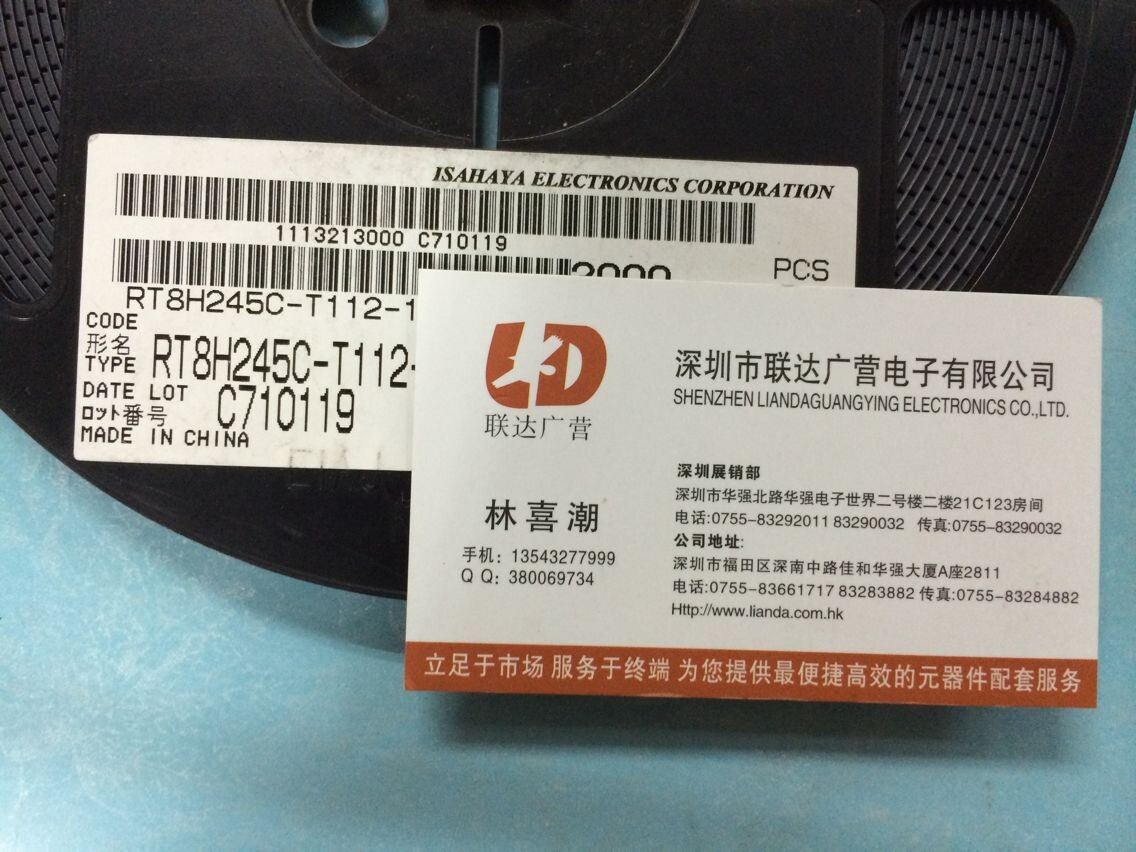 ISAHAYA ELECTRONICS CORPORATION
1113213000 C710119
3000 PCS
RT8H245C-T112-1
CODE
形名
TYPE RT8H245C-T112-
DATE LOT
ロット番号 C710119
MADE IN CHINA
联达广营
深圳市联达广营电子有限公司
SHENZHEN LIANDAGUANGYING ELECTRONICS CO.,LTD.
林喜潮
手机: 13543277999
Q Q: 380069734
深圳展销部
深圳市华强北路华强电子世界二号楼二楼21C123房间
电话:0755-83292011 83290032 传真:0755-83290032
公司地址:
深圳市福田区深南中路佳和华强大厦A座2811
电话:0755-83661717 83283882 传真:0755-83284882
Http://www.lianda.com.hk
立足于市场 服务于终端 为您提供最便捷高效的元器件配套服务